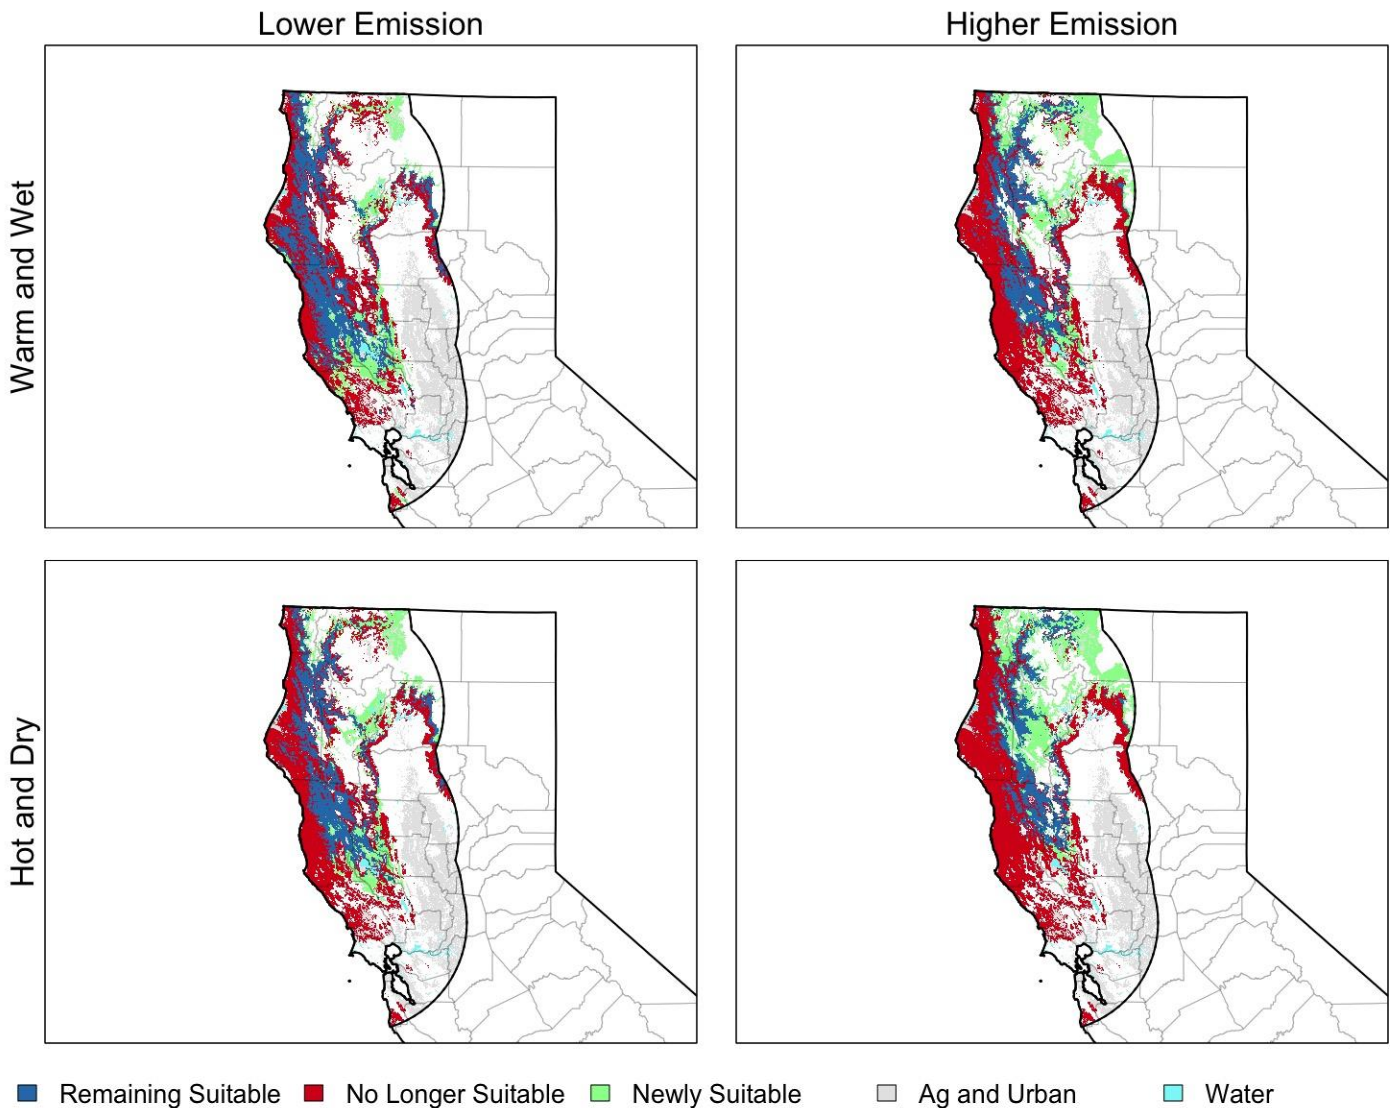 Lower Emission
Higher Emission
Warm and Wet
Hot and Dry
Remaining Suitable
No Longer Suitable
Newly Suitable
Ag and Urban
Water